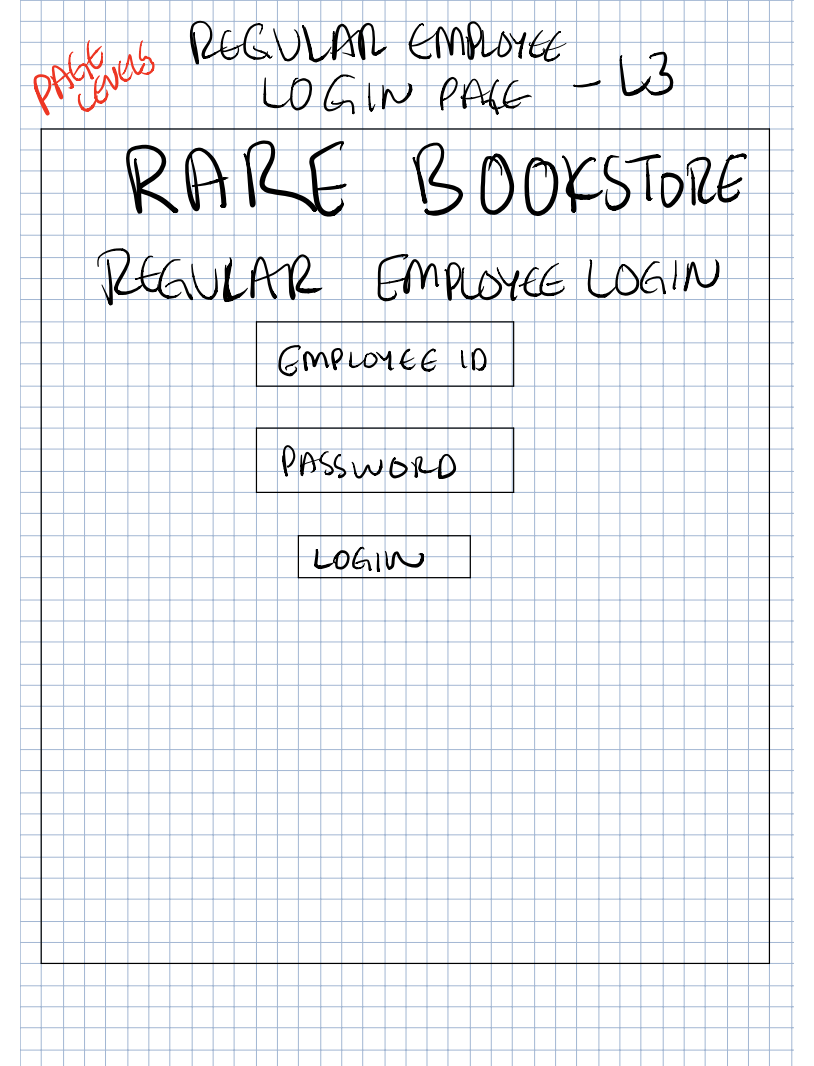 PAGE
LEVELS
REGULAR EMPLOYEE
LOGIN PAGE - L3
RARE BOOKSTORE
REGULAR EMPLOYEE LOGIN
EMPLOYEE ID
PASSWORD
LOGIN